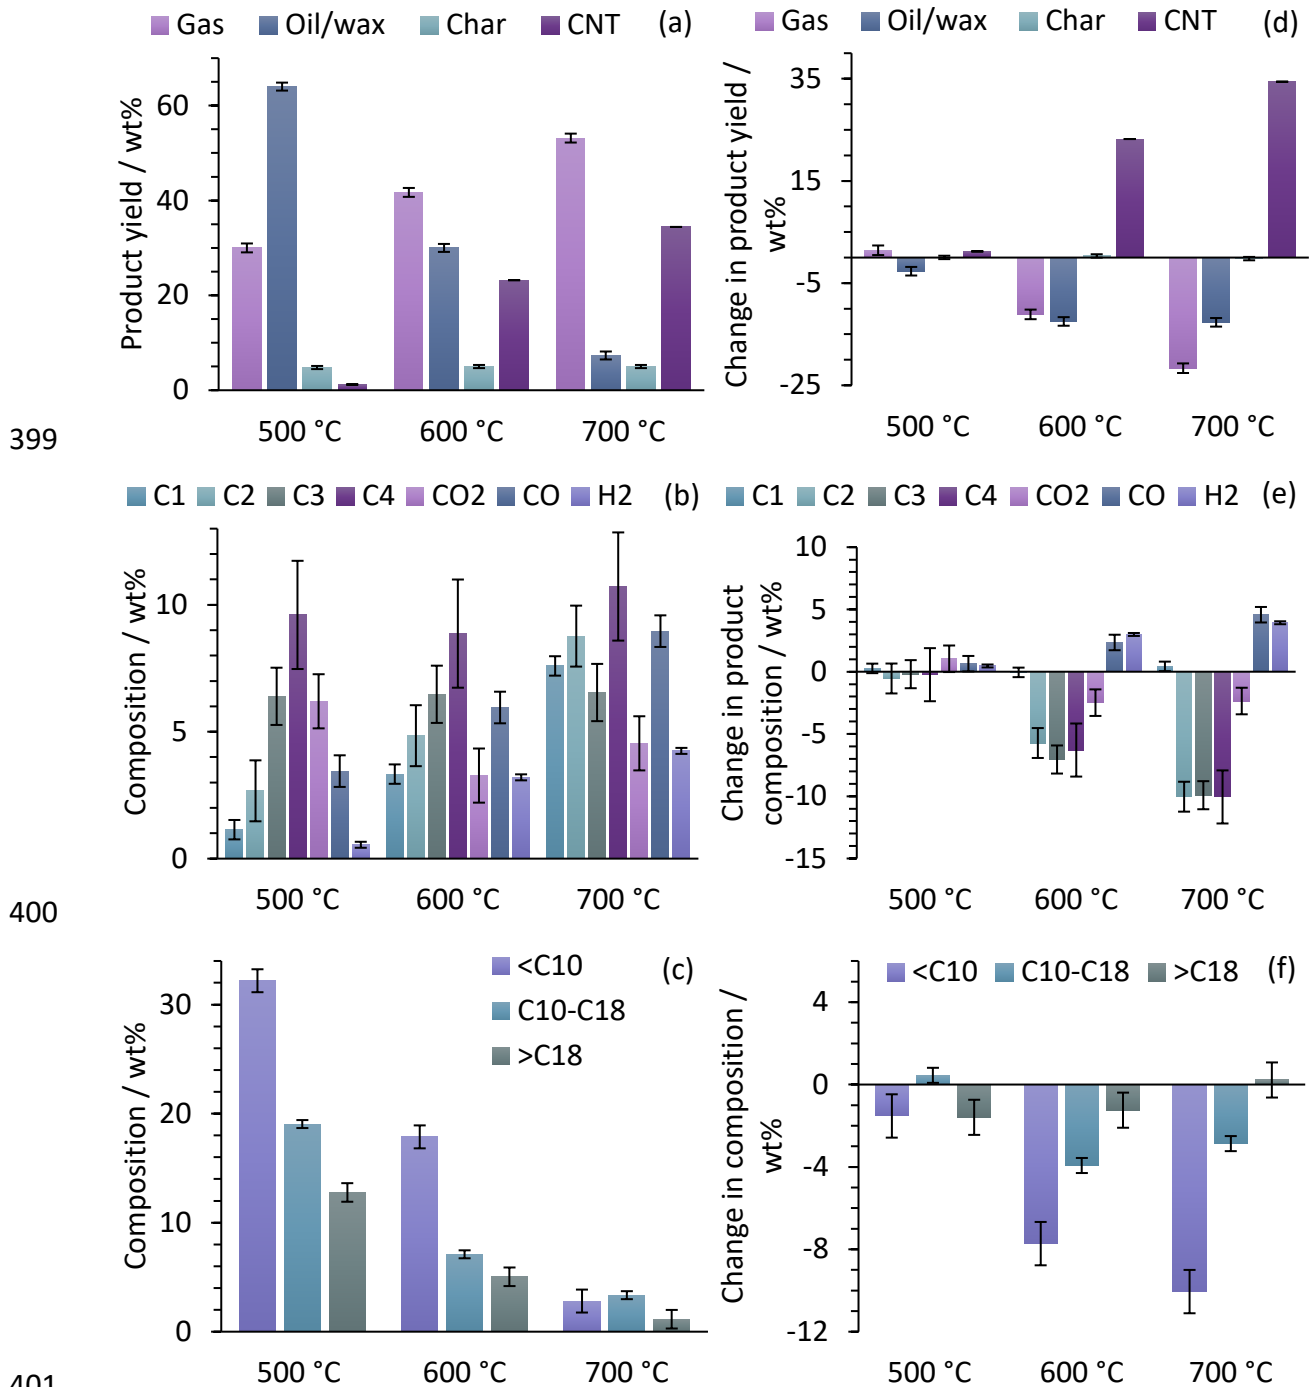 Gas Oil/wax Char CNT (a)
Product yield / wt%
60
40
20
0
500 °C 600 °C 700 °C
399
Gas Oil/wax Char CNT (d)
Change in product yield /
wt%
35
15
-5
-25
500 °C 600 °C 700 °C
C1 C2 C3 C4 CO2 CO H2 (b)
Composition / wt%
10
5
0
500 °C 600 °C 700 °C
400
C1 C2 C3 C4 CO2 CO H2 (e)
Change in product
composition / wt%
10
5
0
-5
-10
-15
500 °C 600 °C 700 °C
<C10 (c)
C10-C18
>C18
Composition / wt%
30
20
10
0
500 °C 600 °C 700 °C
401
<C10 C10-C18 >C18 (f)
Change in composition /
wt%
4
0
-4
-8
-12
500 °C 600 °C 700 °C